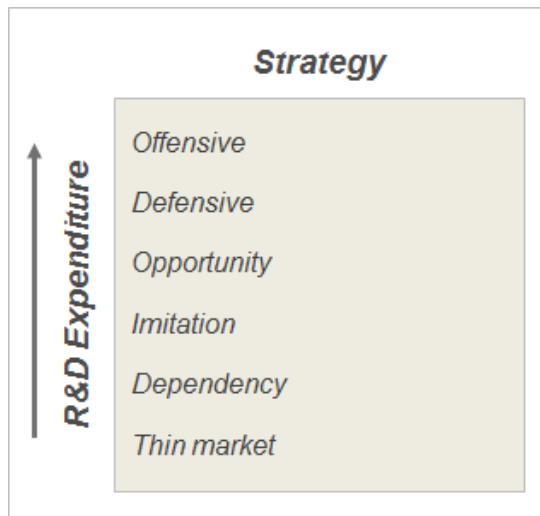 Strategy
R&D Expenditure
Offensive
Defensive
Opportunity
Imitation
Dependency
Thin market